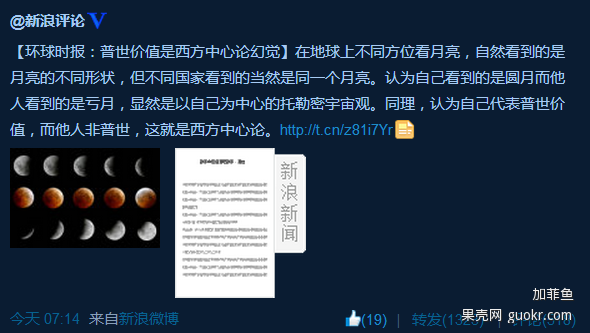 @新浪评论 V
【环球时报：普世价值是西方中心论幻觉】在地球上不同方位看月亮，自然看到的是
月亮的不同形状，但不同国家看到的当然是同一个月亮。认为自己看到的是圆月而他
人看到的是亏月，显然是以自己为中心的托勒密宇宙观。同理，认为自己代表普世价
值，而他人非普世，这就是西方中心论。http://t.cn/z81i7Yr
新浪新闻
加菲鱼
今天 07:14 来自新浪微博
(19) | 转发
果壳网 guokr.com